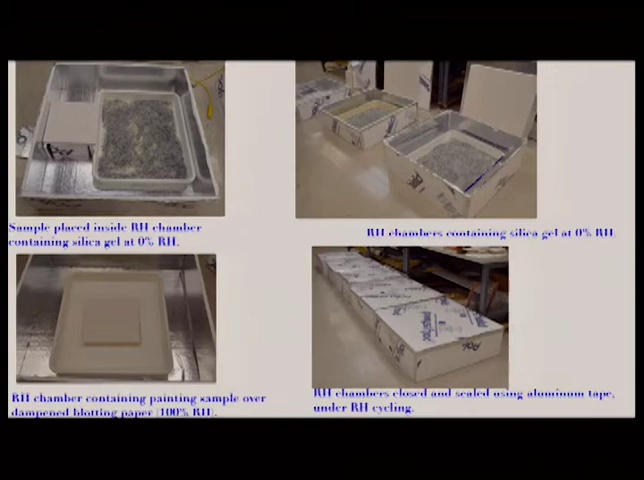 Sample placed inside RH chamber
containing silica gel at 0% RH.
RH chambers containing silica gel at 0% RH.
RH chamber containing painting sample over
dampened blotting paper (100% RH).
RH chambers closed and sealed using aluminum tape,
under RH cycling.